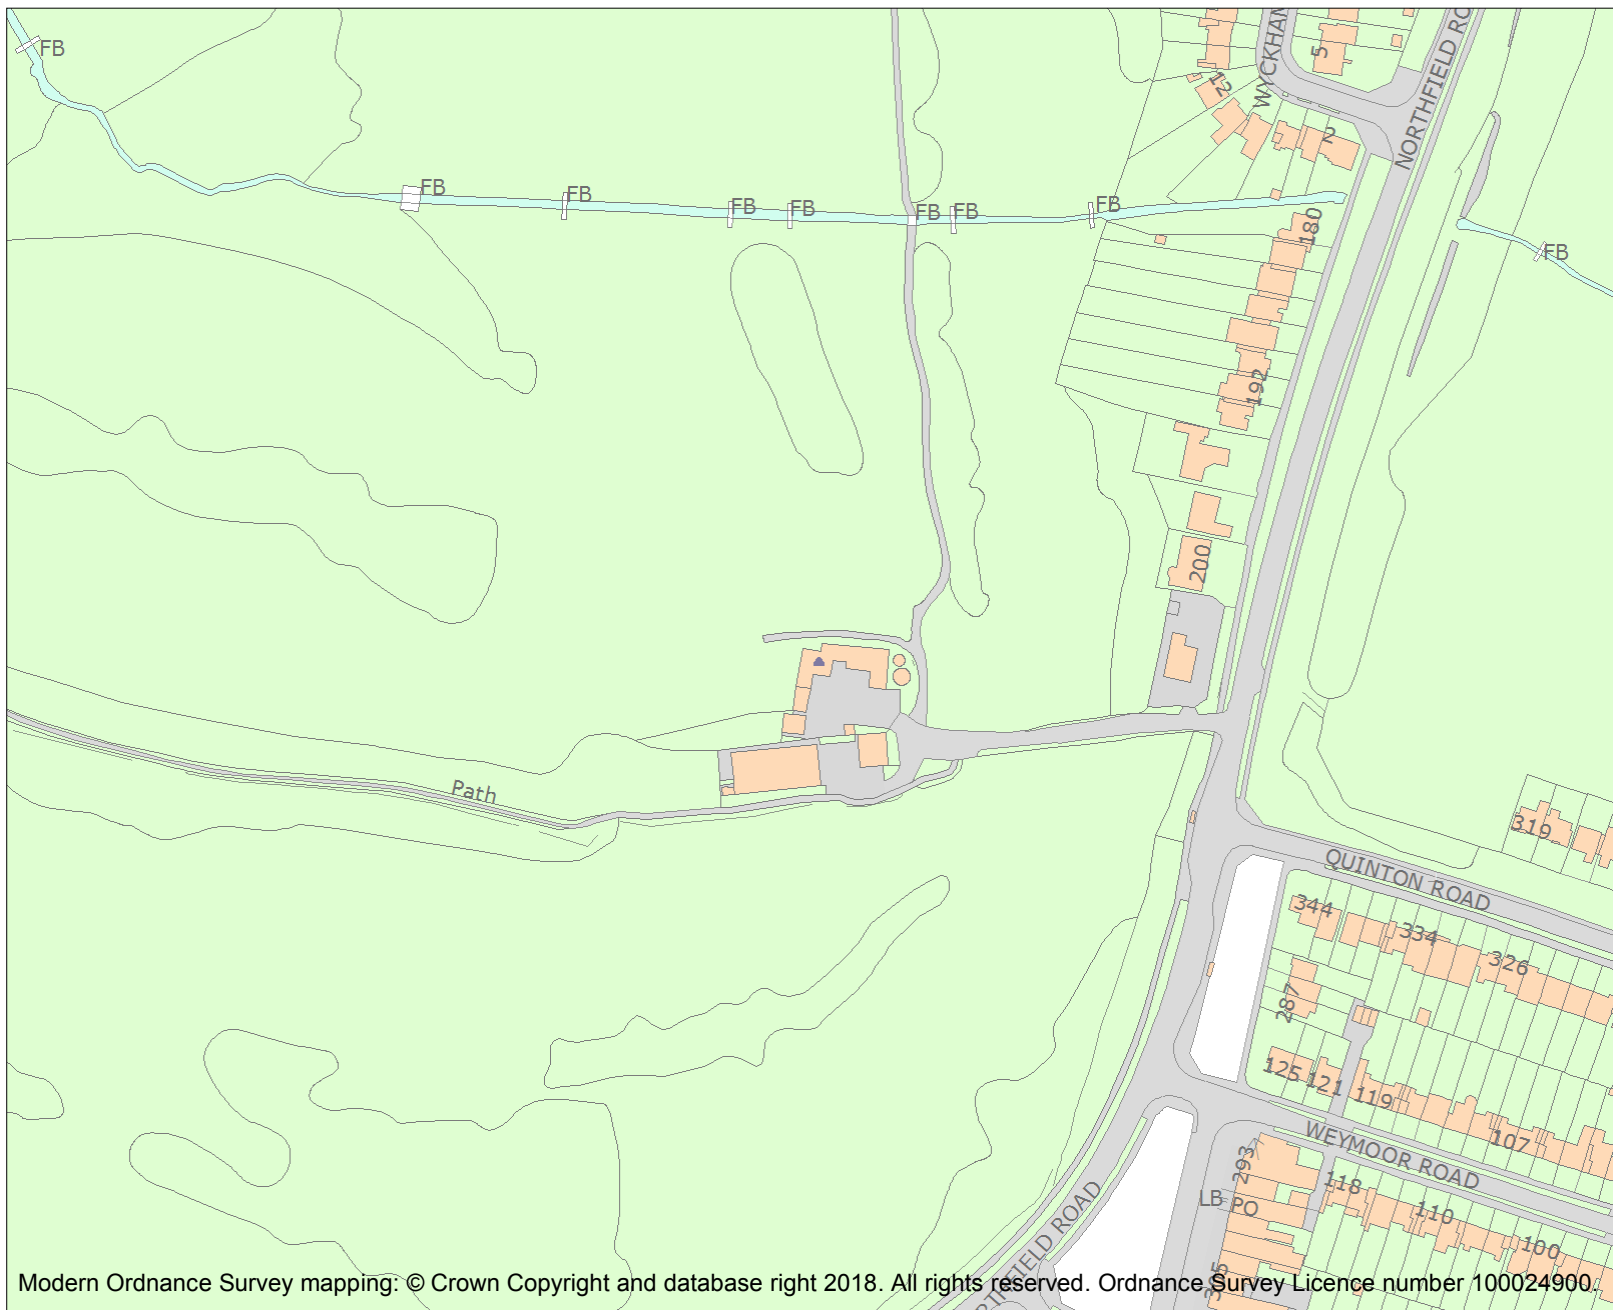 FB
WYCKHAM
NORTHFIELD RO
5
12
2
FB
FB
FB
FB
FB
FB
FB
180
FB
192
200
Path
319
QUINTON ROAD
344
334
326
287
125
121
119
107
WEYMOOR ROAD
293
118
LB
PO
110
100
RTHFIELD ROAD
305
Modern Ordnance Survey mapping: © Crown Copyright and database right 2018. All rights reserved. Ordnance Survey Licence number 100024900.